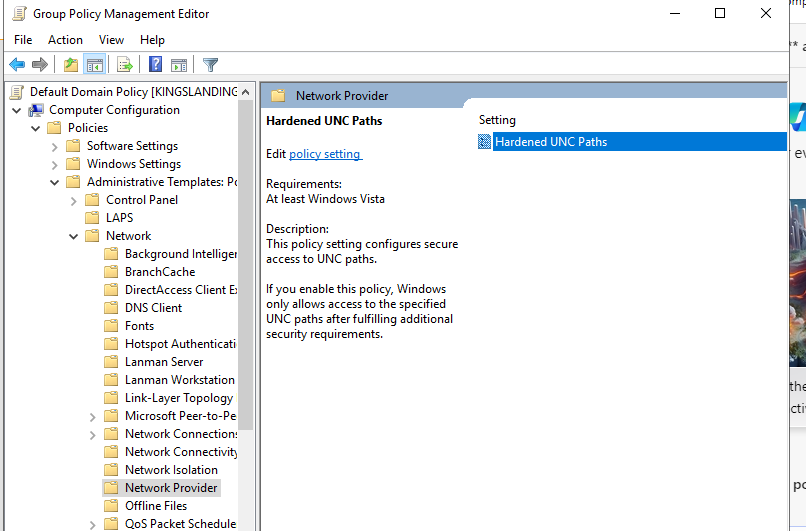 Group Policy Management Editor
File Action View Help
Default Domain Policy [KINGSLANDING
Computer Configuration
Policies
Software Settings
Windows Settings
Administrative Templates: Po
Control Panel
LAPS
Network
Background Intelliger
BranchCache
DirectAccess Client Ex
DNS Client
Fonts
Hotspot Authenticati
Lanman Server
Lanman Workstation
Link-Layer Topology
Microsoft Peer-to-Pe
Network Connections
Network Connectivity
Network Isolation
Network Provider
Offline Files
QoS Packet Schedule
Network Provider
Hardened UNC Paths
Edit policy setting
Requirements:
At least Windows Vista
Description:
This policy setting configures secure
access to UNC paths.
If you enable this policy, Windows
only allows access to the specified
UNC paths after fulfilling additional
security requirements.
Setting
Hardened UNC Paths
** a
the
po